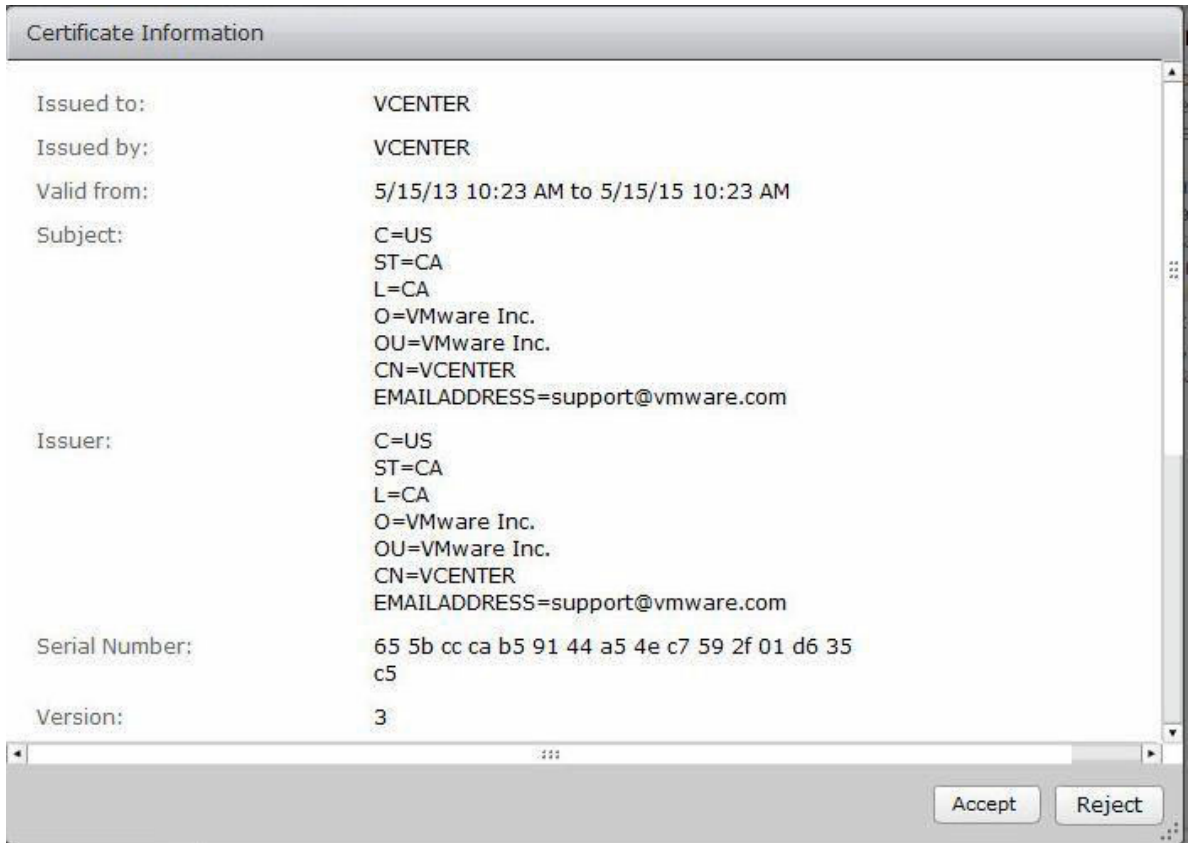 Certificate Information
Issued to: VCENTER
Issued by: VCENTER
Valid from: 5/15/13 10:23 AM to 5/15/15 10:23 AM
Subject: C=US
ST=CA
L=CA
O=VMware Inc.
OU=VMware Inc.
CN=VCENTER
EMAILADDRESS=support@vmware.com
Issuer: C=US
ST=CA
L=CA
O=VMware Inc.
OU=VMware Inc.
CN=VCENTER
EMAILADDRESS=support@vmware.com
Serial Number: 65 5b cc ca b5 91 44 a5 4e c7 59 2f 01 d6 35
c5
Version: 3
Accept Reject